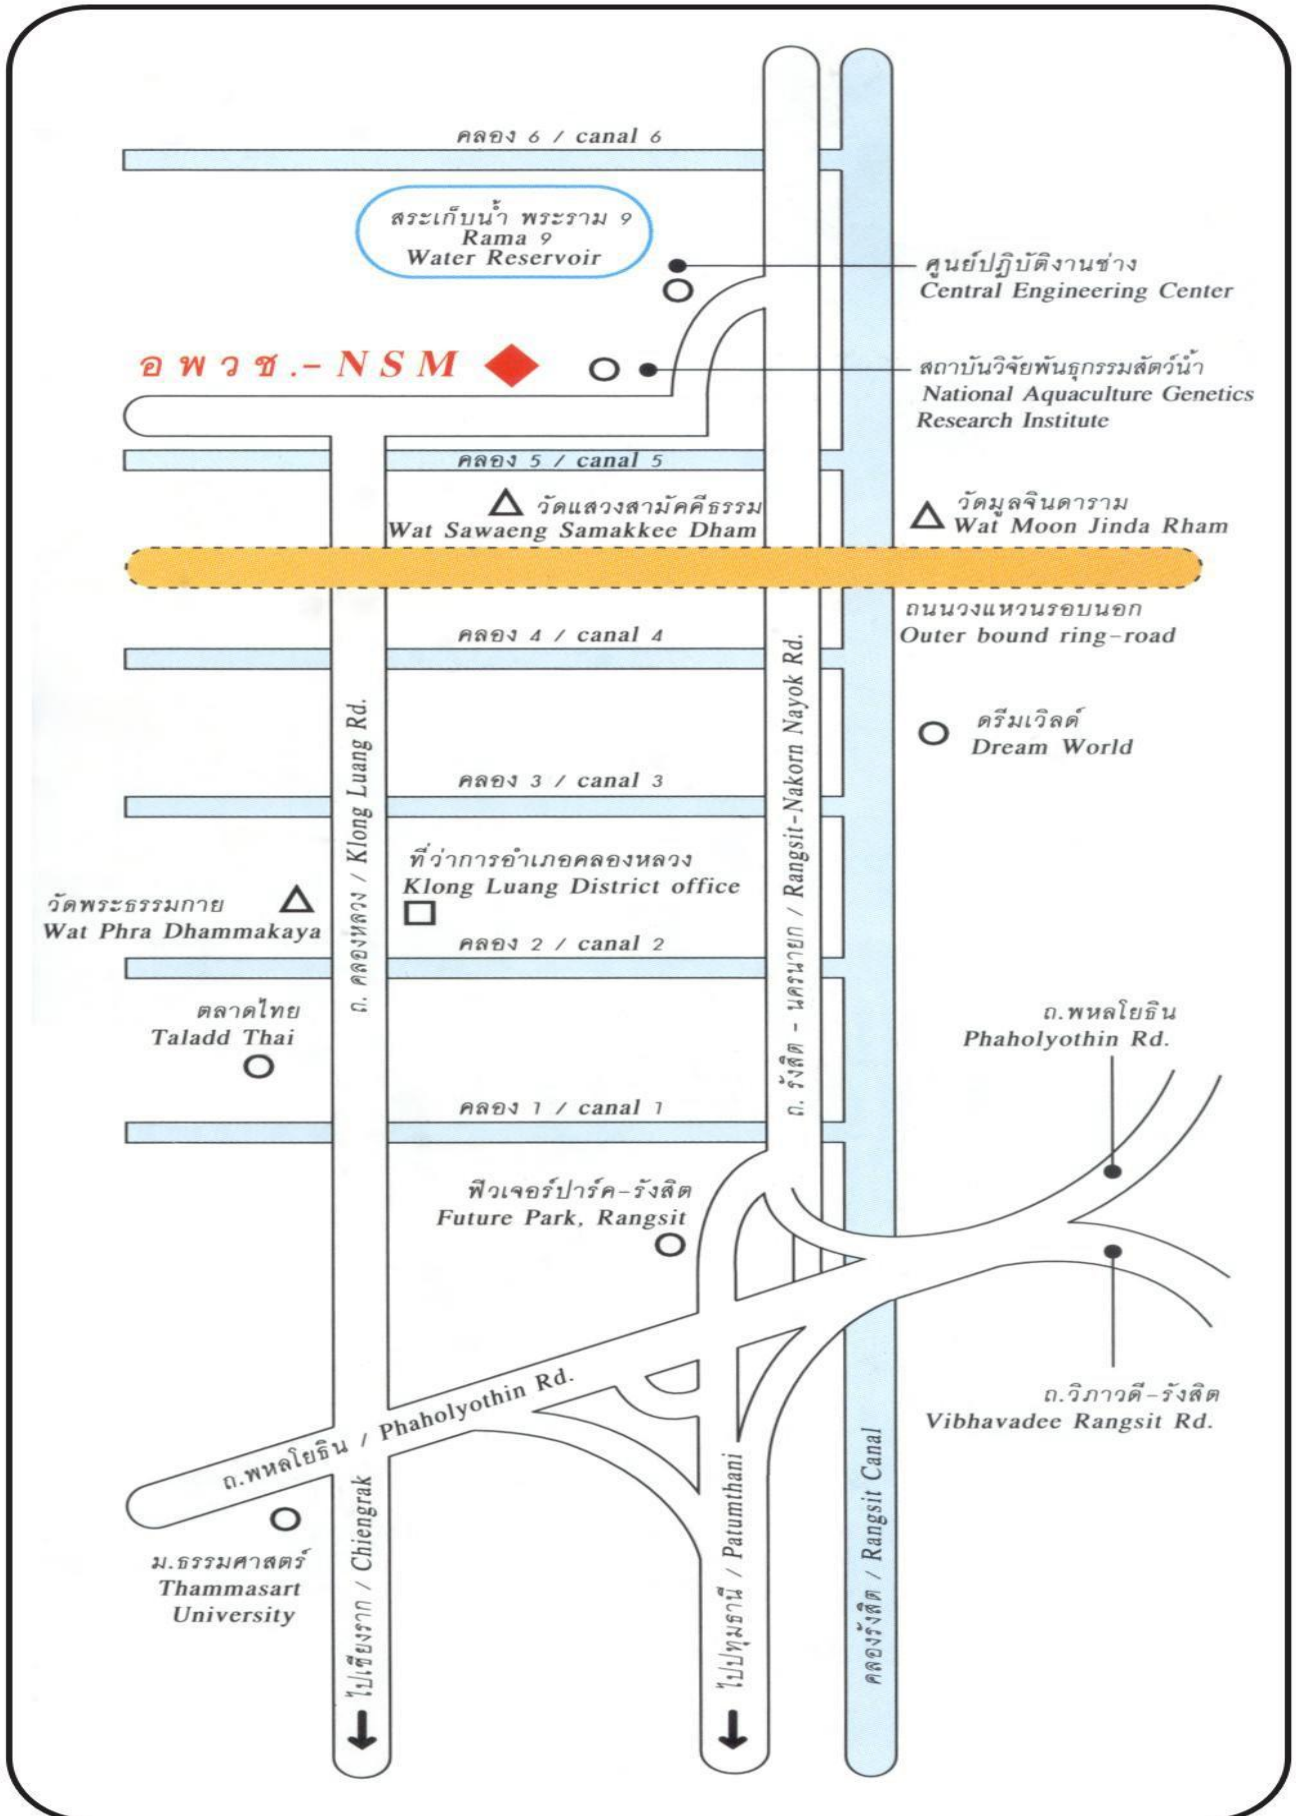 คลอง 6 / canal 6
สระเก็บน้ำ พระราม 9
Rama 9
Water Reservoir
ศูนย์ปฏิบัติงานช่าง
Central Engineering Center
อพวช.-NSM
สถาบันวิจัยพันธุกรรมสัตว์น้ำ
National Aquaculture Genetics
Research Institute
คลอง 5 / canal 5
วัดแสวงสามัคคีธรรม
Wat Sawaeng Samakkee Dham
วัดมูลจินดาราม
Wat Moon Jinda Rham
ถนนวงแหวนรอบนอก
Outer bound ring-road
คลอง 4 / canal 4
ถ. คลองหลวง / Klong Luang Rd.
ถ. รังสิต - นครนายก / Rangsit-Nakorn Nayok Rd.
ดรีมเวิลด์
Dream World
คลอง 3 / canal 3
ที่ว่าการอำเภอคลองหลวง
Klong Luang District office
วัดพระธรรมกาย
Wat Phra Dhammakaya
คลอง 2 / canal 2
ตลาดไทย
Taladd Thai
ถ.พหลโยธิน
Phaholyothin Rd.
คลอง 1 / canal 1
ฟิวเจอร์ปาร์ค-รังสิต
Future Park, Rangsit
ถ.พหลโยธิน / Phaholyothin Rd.
ถ.วิภาวดี-รังสิต
Vibhavadee Rangsit Rd.
ม.ธรรมศาสตร์
Thammasart
University
ไปเชียงราก / Chiengrak
ไปปทุมธานี / Patumthani
คลองรังสิต / Rangsit Canal